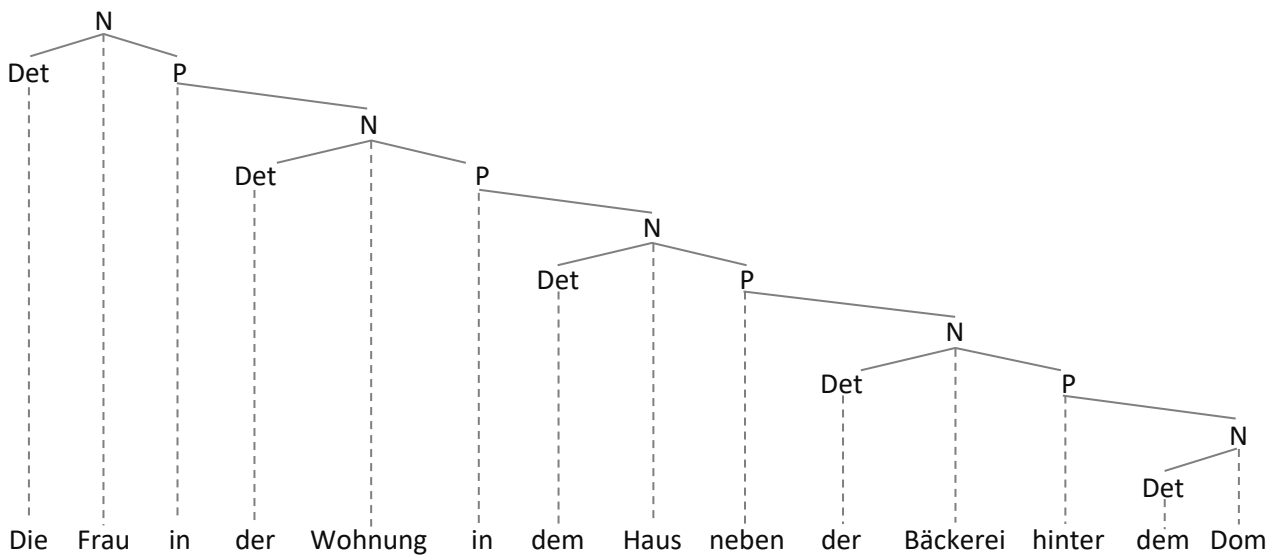 N
Det P
N
Det P
N
Det P
N
Det P
N
Det
Die Frau in der Wohnung in dem Haus neben der Bäckerei hinter dem Dom